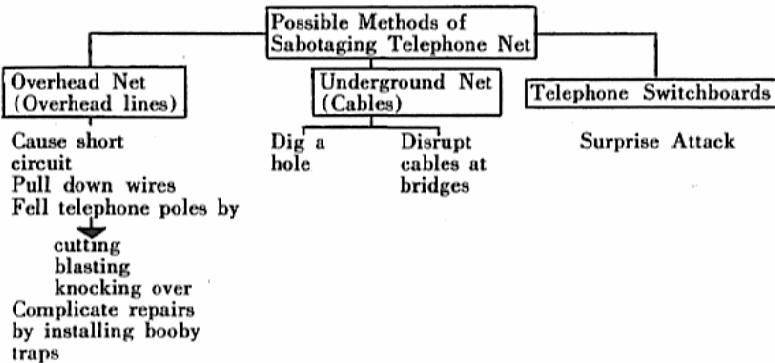 Possible Methods of
Sabotaging Telephone Net
Overhead Net
(Overhead lines)
Cause short
circuit
Pull down wires
Fell telephone poles by
cutting
blasting
knocking over
Complicate repairs
by installing booby
traps
Underground Net
(Cables)
Dig a
hole
Disrupt
cables at
bridges
Telephone Switchboards
Surprise Attack